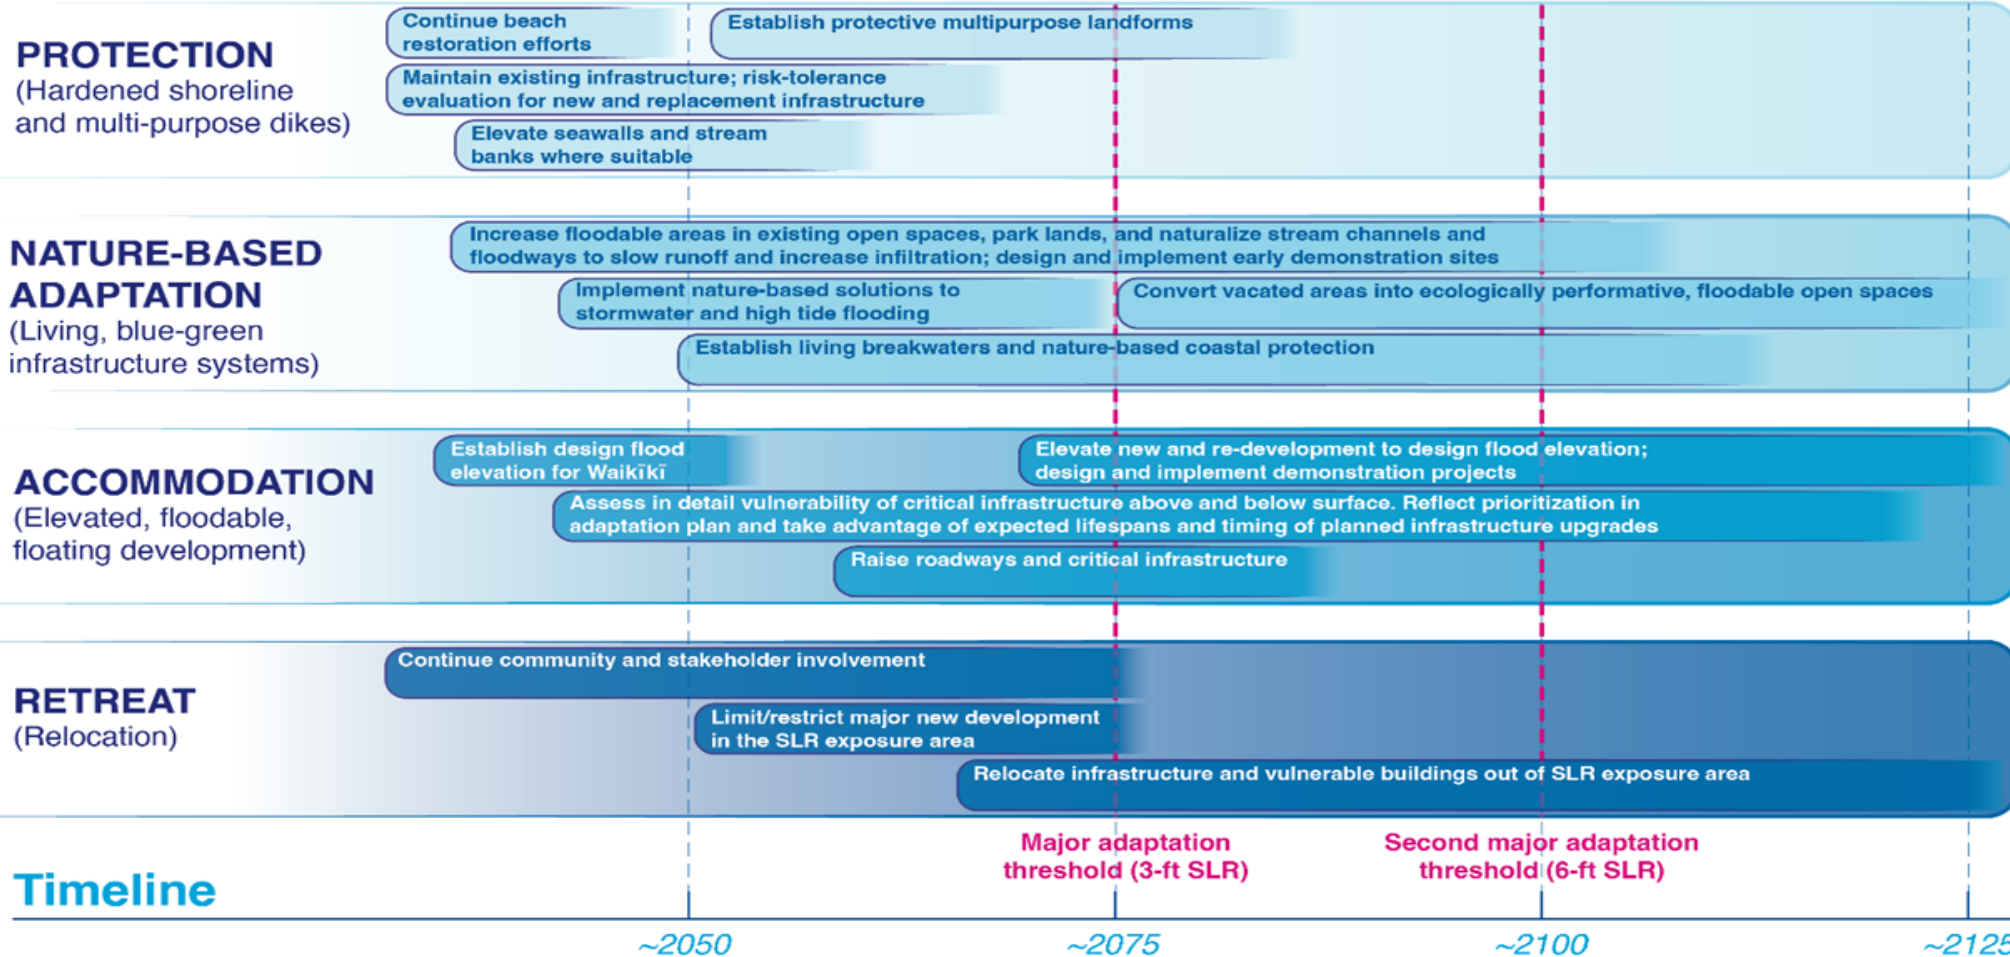 PROTECTION
(Hardened shoreline
and multi-purpose dikes)
Continue beach
restoration efforts
Establish protective multipurpose landforms
Maintain existing infrastructure; risk-tolerance
evaluation for new and replacement infrastructure
Elevate seawalls and stream
banks where suitable
NATURE-BASED
ADAPTATION
(Living, blue-green
infrastructure systems)
Increase floodable areas in existing open spaces, park lands, and naturalize stream channels and
floodways to slow runoff and increase infiltration; design and implement early demonstration sites
Implement nature-based solutions to
stormwater and high tide flooding
Convert vacated areas into ecologically performative, floodable open spaces
Establish living breakwaters and nature-based coastal protection
ACCOMMODATION
(Elevated, floodable,
floating development)
Establish design flood
elevation for Waikīkī
Elevate new and re-development to design flood elevation;
design and implement demonstration projects
Assess in detail vulnerability of critical infrastructure above and below surface. Reflect prioritization in
adaptation plan and take advantage of expected lifespans and timing of planned infrastructure upgrades
Raise roadways and critical infrastructure
RETREAT
(Relocation)
Continue community and stakeholder involvement
Limit/restrict major new development
in the SLR exposure area
Relocate infrastructure and vulnerable buildings out of SLR exposure area
Major adaptation
threshold (3-ft SLR)
Second major adaptation
threshold (6-ft SLR)
Timeline
~2050
~2075
~2100
~2125